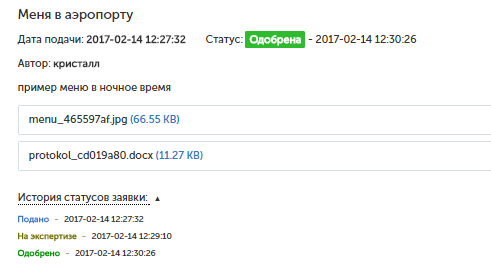 Меня в аэропорту
Дата подачи: 2017-02-14 12:27:32 Статус: Одобрена - 2017-02-14 12:30:26
Автор: кристалл
пример меню в ночное время
menu_465597af.jpg (66.55 KB)
protokol_cd019a80.docx (11.27 KB)
История статусов заявки: ▲
Подано - 2017-02-14 12:27:32
На экспертизе - 2017-02-14 12:29:10
Одобрено - 2017-02-14 12:30:26